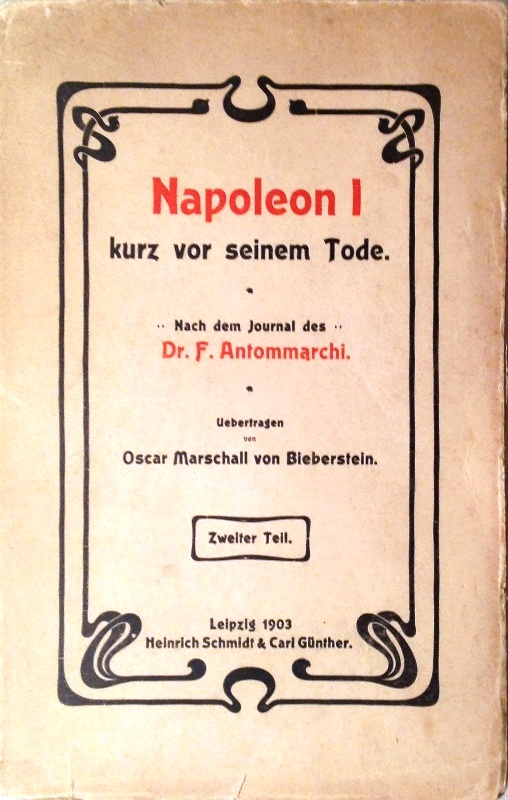 Napoleon I
kurz vor seinem Tode.
Nach dem Journal des
Dr. F. Antommarchi.
Uebertragen
von
Oscar Marschall von Bieberstein.
Zweiter Teil.
Leipzig 1903
Heinrich Schmidt & Carl Günther.